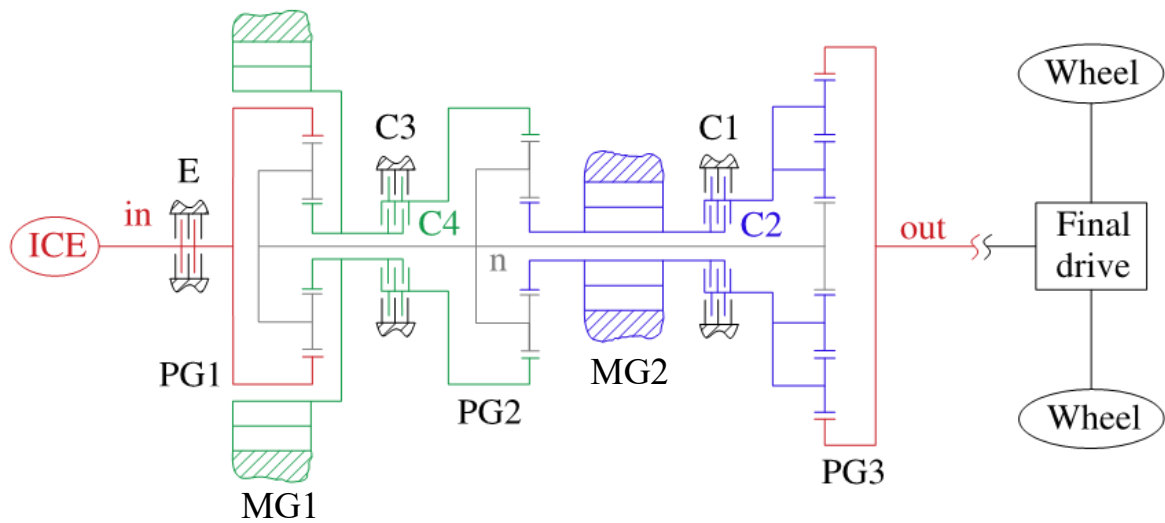 Wheel
C3
C1
E
in
C4
C2
ICE
n
out
Final
drive
PG1
MG2
PG2
Wheel
PG3
MG1